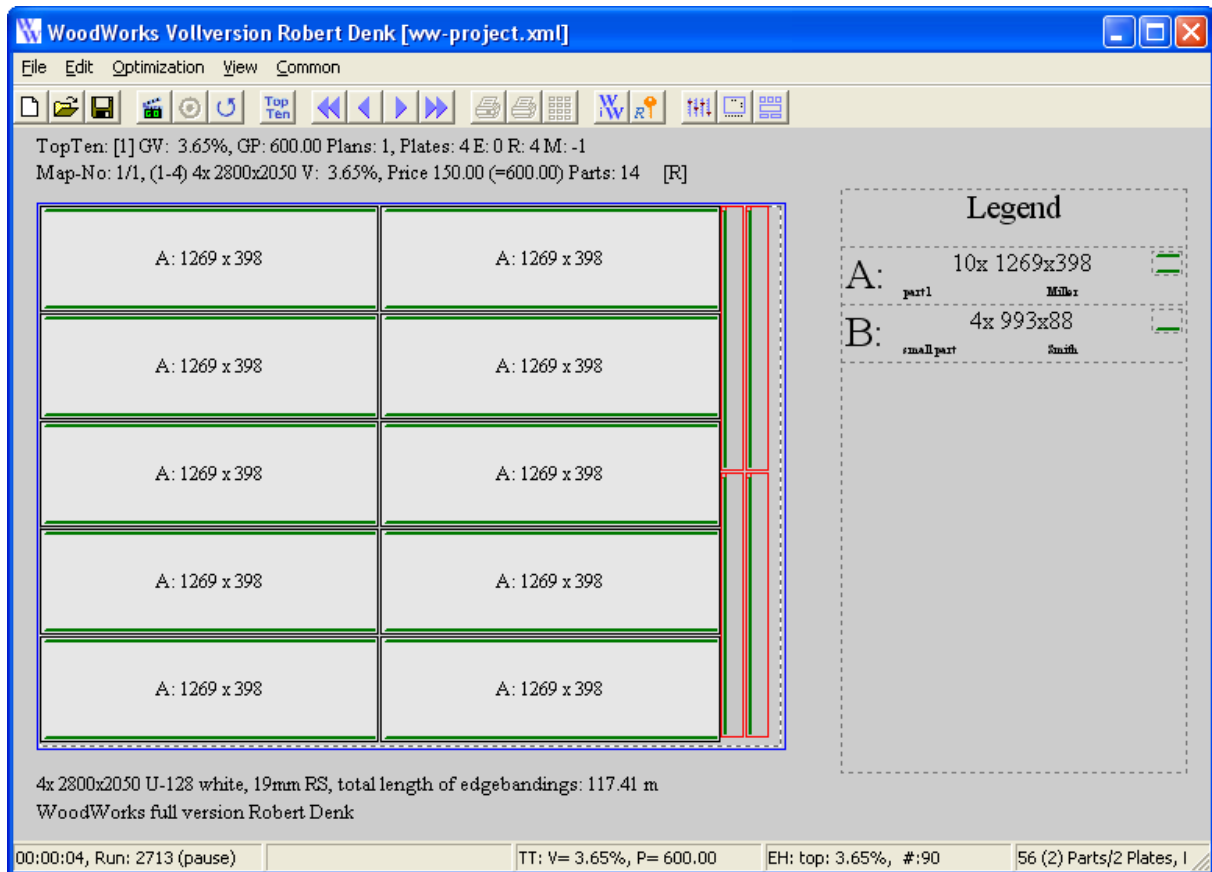 WoodWorks Vollversion Robert Denk [ww-project.xml]
File Edit Optimization View Common
Top Ten W W R
TopTen: [1] GV: 3.65%, GP: 600.00 Plans: 1, Plates: 4 E: 0 R: 4 M: -1
Map-No: 1/1, (1-4) 4x 2800x2050 V: 3.65%, Price 150.00 (=600.00) Parts: 14 [R]
A: 1269 x 398 A: 1269 x 398
A: 1269 x 398 A: 1269 x 398
A: 1269 x 398 A: 1269 x 398
A: 1269 x 398 A: 1269 x 398
A: 1269 x 398 A: 1269 x 398
Legend
A: 10x 1269x398
part1 Miller
B: 4x 993x88
small part Smith
4x 2800x2050 U-128 white, 19mm RS, total length of edgebandings: 117.41 m
WoodWorks full version Robert Denk
00:00:04, Run: 2713 (pause) TT: V= 3.65%, P= 600.00 EH: top: 3.65%, #:90 56 (2) Parts/2 Plates,